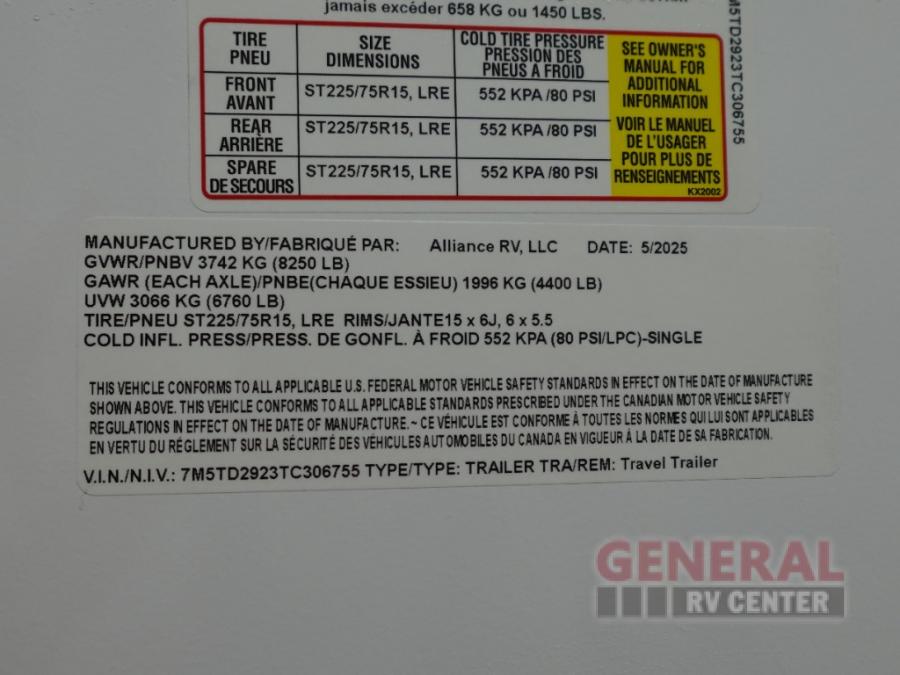 jamais excéder 658 KG ou 1450 LBS.
TIRE PNEU SIZE DIMENSIONS COLD TIRE PRESSURE PRESSION DES PNEUS A FROID
FRONT AVANT ST225/75R15, LRE 552 KPA /80 PSI
REAR ARRIÈRE ST225/75R15, LRE 552 KPA /80 PSI
SPARE DE SECOURS ST225/75R15, LRE 552 KPA /80 PSI
SEE OWNER'S
MANUAL FOR
ADDITIONAL
INFORMATION
VOIR LE MANUEL
DE L'USAGER
POUR PLUS DE
RENSEIGNEMENTS
KX2002
M5TD2923TC306755
MANUFACTURED BY/FABRIQUÉ PAR: Alliance RV, LLC DATE: 5/2025
GVWR/PNBV 3742 KG (8250 LB)
GAWR (EACH AXLE)/PNBE(CHAQUE ESSIEU) 1996 KG (4400 LB)
UVW 3066 KG (6760 LB)
TIRE/PNEU ST225/75R15, LRE RIMS/JANTE15 x 6J, 6 x 5.5
COLD INFL. PRESS/PRESS. DE GONFL. À FROID 552 KPA (80 PSI/LPC)-SINGLE
THIS VEHICLE CONFORMS TO ALL APPLICABLE U.S. FEDERAL MOTOR VEHICLE SAFETY STANDARDS IN EFFECT ON THE DATE OF MANUFACTURE
SHOWN ABOVE. THIS VEHICLE CONFORMS TO ALL APPLICABLE STANDARDS PRESCRIBED UNDER THE CANADIAN MOTOR VEHICLE SAFETY
REGULATIONS IN EFFECT ON THE DATE OF MANUFACTURE.~ CE VÉHICULE EST CONFORME À TOUTES LES NORMES QUI LUI SONT APPLICABLES
EN VERTU DU RÉGLEMENT SUR LA SÉCURITÉ DES VÉHICULES AUTOMOBILES DU CANADA EN VIGUEUR À LA DATE DE SA FABRICATION.
V.I.N./N.I.V.: 7M5TD2923TC306755 TYPE/TYPE: TRAILER TRA/REM: Travel Trailer
GENERAL
RV CENTER